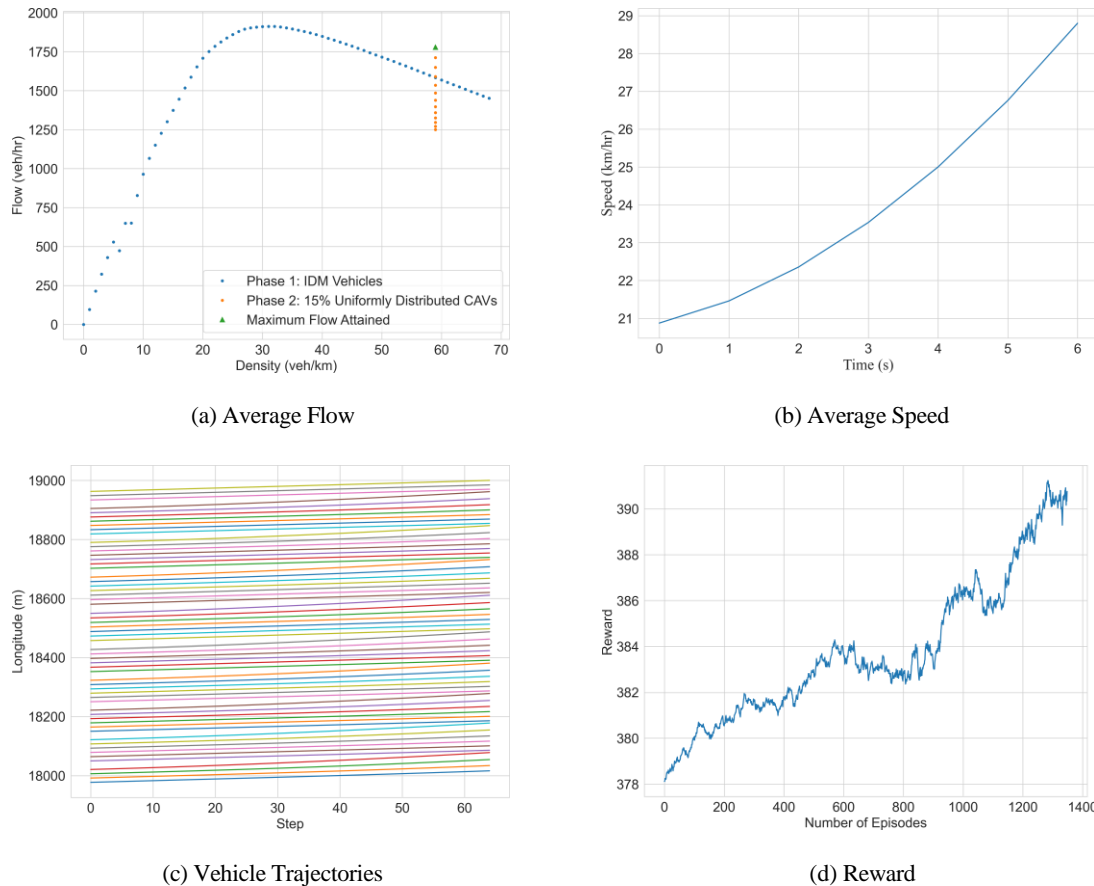 2000
1750
1500
1250
1000
750
500
250
0
Flow (veh/hr)
Phase 1: IDM Vehicles
Phase 2: 15% Uniformly Distributed CAVs
Maximum Flow Attained
0 10 20 30 40 50 60 70
Density (veh/km)
(a) Average Flow
29
28
27
26
25
24
23
22
21
Speed (km/hr)
0 1 2 3 4 5 6
Time (s)
(b) Average Speed
19000
18800
18600
18400
18200
18000
Longitude (m)
0 10 20 30 40 50 60
Step
(c) Vehicle Trajectories
390
388
386
384
382
380
378
Reward
0 200 400 600 800 1000 1200 1400
Number of Episodes
(d) Reward